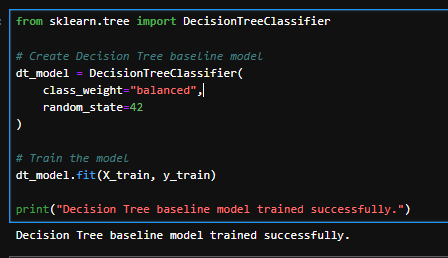 from sklearn.tree import DecisionTreeClassifier
# Create Decision Tree baseline model
dt_model = DecisionTreeClassifier(
    class_weight="balanced",
    random_state=42
)
# Train the model
dt_model.fit(X_train, y_train)
print("Decision Tree baseline model trained successfully.")
Decision Tree baseline model trained successfully.